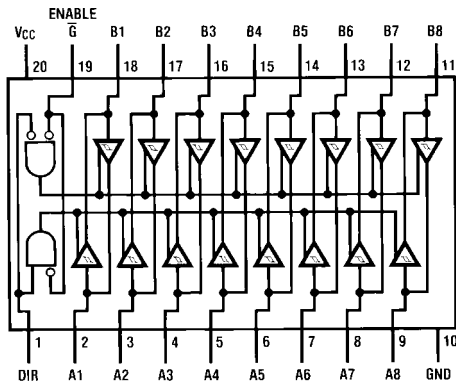 ENABLE
VCC G B1 B2 B3 B4 B5 B6 B7 B8
20 19 18 17 16 15 14 13 12 11
1 2 3 4 5 6 7 8 9 10
DIR A1 A2 A3 A4 A5 A6 A7 A8 GND